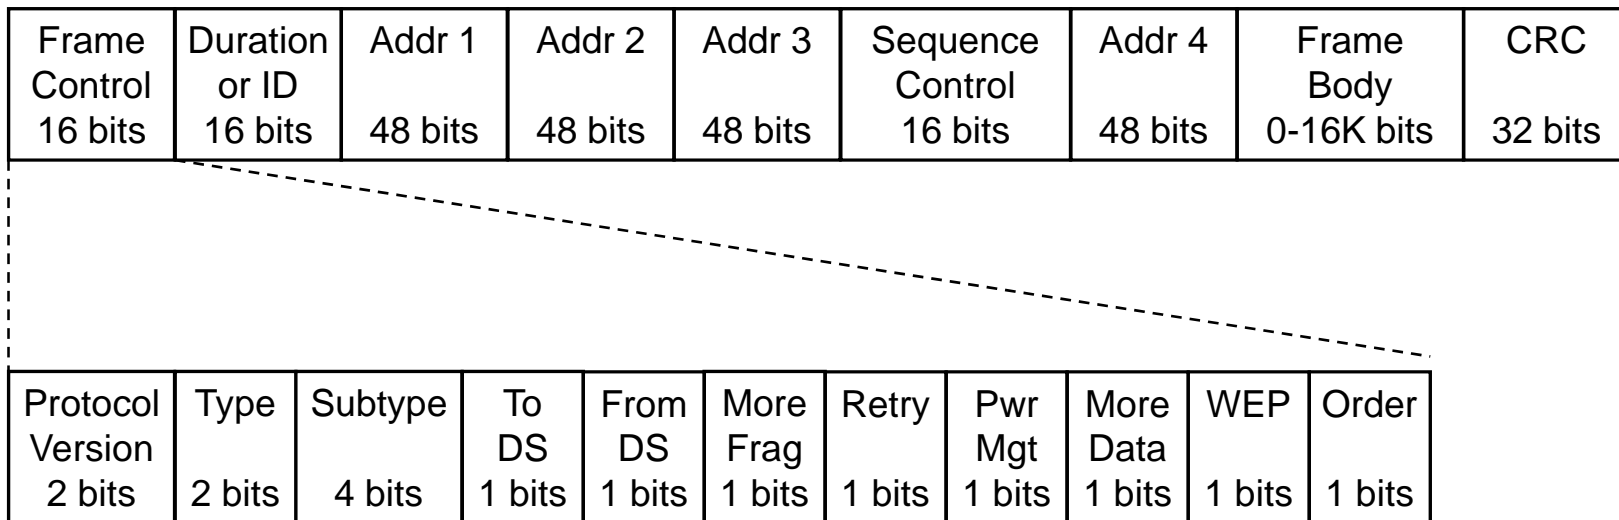 Frame Control 16 bits
Duration or ID 16 bits
Addr 1 48 bits
Addr 2 48 bits
Addr 3 48 bits
Sequence Control 16 bits
Addr 4 48 bits
Frame Body 0-16K bits
CRC 32 bits
Protocol Version 2 bits
Type 2 bits
Subtype 4 bits
To DS 1 bits
From DS 1 bits
More Frag 1 bits
Retry 1 bits
Pwr Mgt 1 bits
More Data 1 bits
WEP 1 bits
Order 1 bits